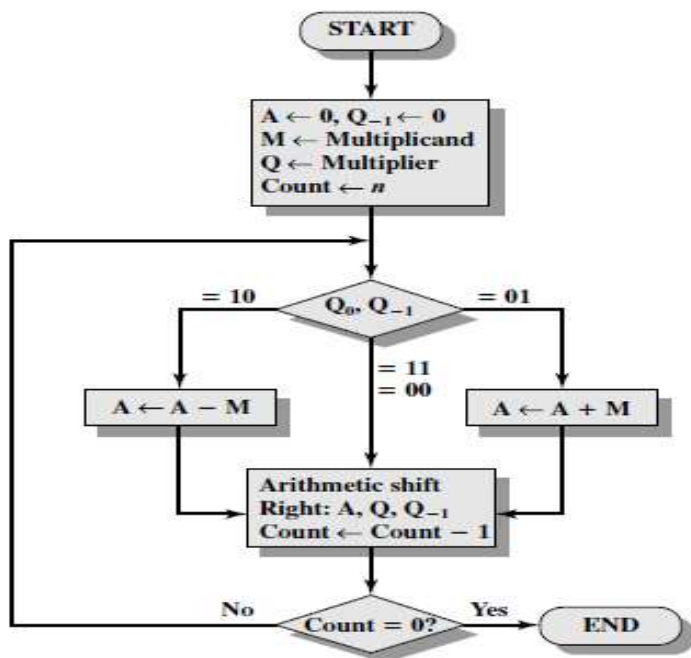 START
A ← 0, Q₋₁ ← 0
M ← Multiplicand
Q ← Multiplier
Count ← n
= 10
Q₀, Q₋₁
= 01
= 11
= 00
A ← A − M
A ← A + M
Arithmetic shift
Right: A, Q, Q₋₁
Count ← Count − 1
No
Count = 0?
Yes
END